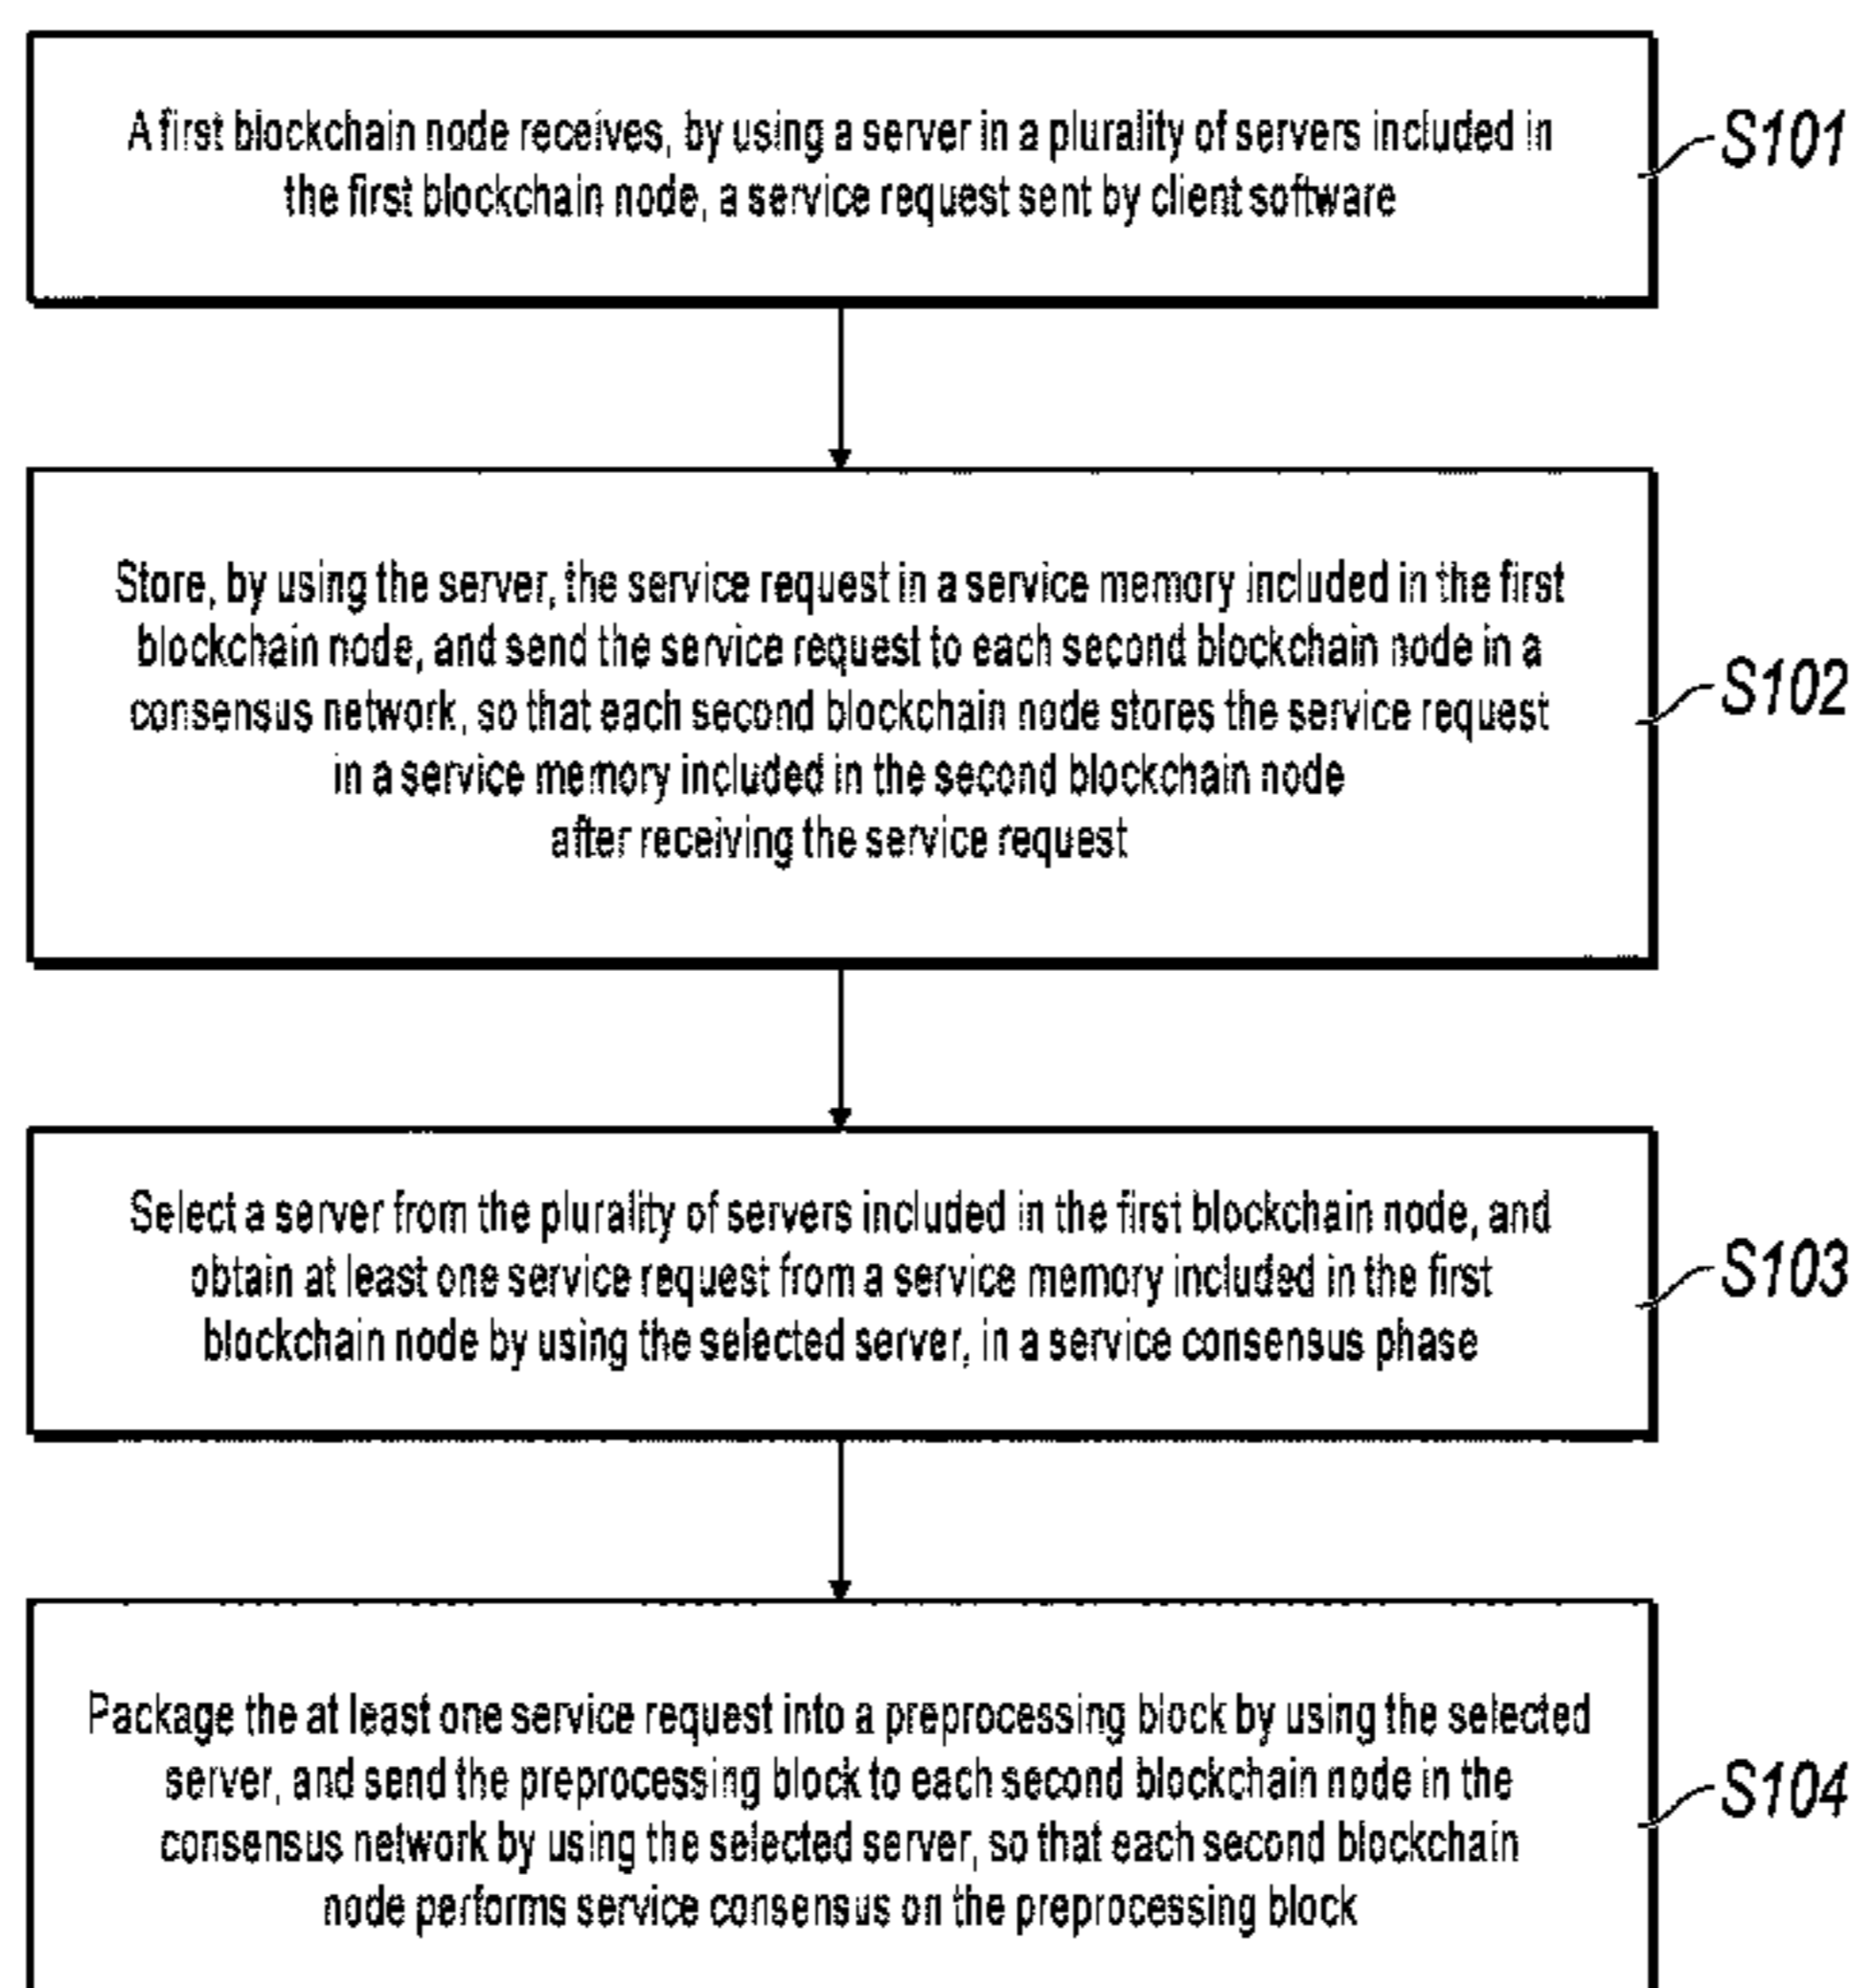 A first blockchain node receives, by using a server in a plurality of servers included in
the first blockchain node, a service request sent by client software
S101
Store, by using the server, the service request in a service memory included in the first
blockchain node, and send the service request to each second blockchain node in a
consensus network, so that each second blockchain node stores the service request
in a service memory included in the second blockchain node
after receiving the service request
S102
Select a server from the plurality of servers included in the first blockchain node, and
obtain at least one service request from a service memory included in the first
blockchain node by using the selected server, in a service consensus phase
S103
Package the at least one service request into a preprocessing block by using the selected
server, and send the preprocessing block to each second blockchain node in the
consensus network by using the selected server, so that each second blockchain
node performs service consensus on the preprocessing block
S104